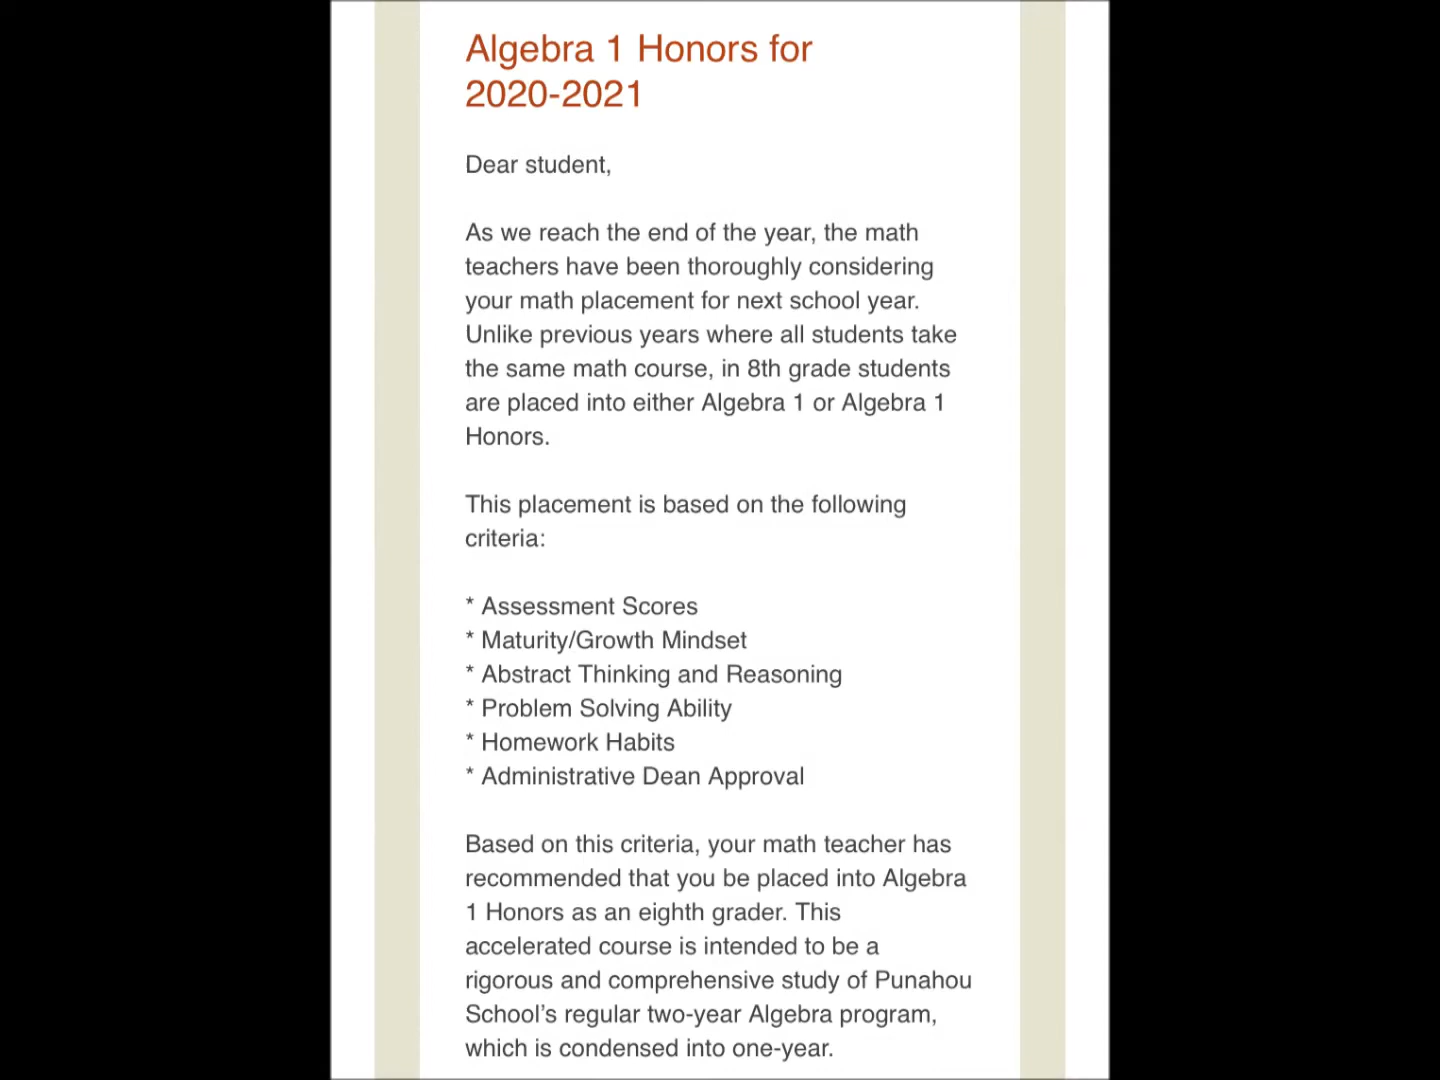 Algebra 1 Honors for
2020-2021
Dear student,
As we reach the end of the year, the math
teachers have been thoroughly considering
your math placement for next school year.
Unlike previous years where all students take
the same math course, in 8th grade students
are placed into either Algebra 1 or Algebra 1
Honors.
This placement is based on the following
criteria:
* Assessment Scores
* Maturity/Growth Mindset
* Abstract Thinking and Reasoning
* Problem Solving Ability
* Homework Habits
* Administrative Dean Approval
Based on this criteria, your math teacher has
recommended that you be placed into Algebra
1 Honors as an eighth grader. This
accelerated course is intended to be a
rigorous and comprehensive study of Punahou
School’s regular two-year Algebra program,
which is condensed into one-year.